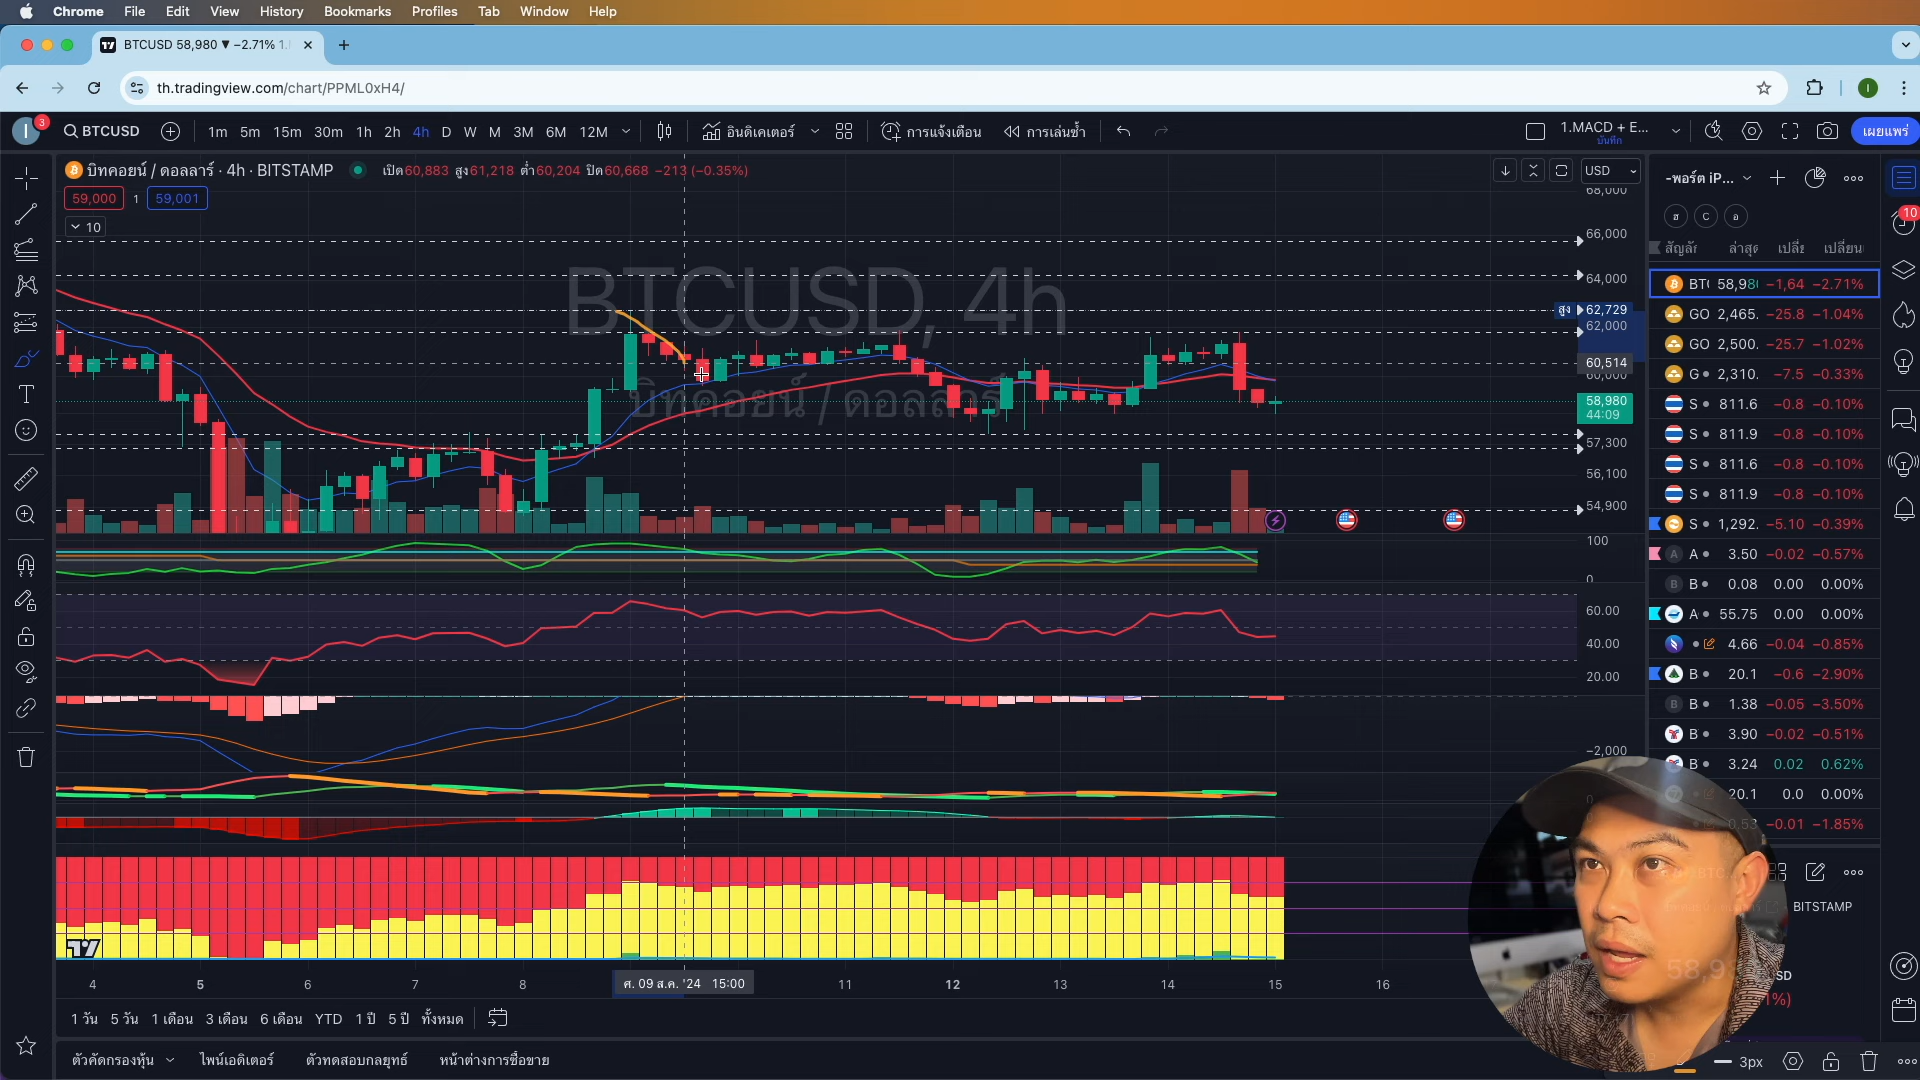 Chrome File Edit View History Bookmarks Profiles Tab Window Help
BTCUSD 58,980 ▼ −2.71% 1.
th.tradingview.com/chart/PPML0xH4/
I 3 BTCUSD 1m 5m 15m 30m 1h 2h 4h D W M 3M 6M 12M อินดิเคเตอร์ การแจ้งเตือน การเล่นซ้ำ 1.MACD + E... เผยแพร่
บันทึก
บิทคอยน์ / ดอลลาร์ · 4h · BITSTAMP เปิด60,883 สูง61,218 ต่ำ60,204 ปิด60,668 −213 (−0.35%)
59,000 1 59,001
10
BTCUSD, 4h
บิทคอยน์ / ดอลลาร์
USD
68,000
66,000
64,000
สูง 62,729
62,000
60,514
60,000
58,980
44:09
57,300
56,100
54,900
100
0
60.00
40.00
20.00
−2,000
4 5 6 7 8 ศ. 09 ส.ค. '24 15:00 11 12 13 14 15 16
1 วัน 5 วัน 1 เดือน 3 เดือน 6 เดือน YTD 1 ปี 5 ปี ทั้งหมด
ตัวคัดกรองหุ้น ไพน์เอดิเตอร์ ตัวทดสอบกลยุทธ์ หน้าต่างการซื้อขาย
-พอร์ต iP...
ฮ C อ
สัญลั ล่าสุด เปลี่ เปลี่ยน
BT 58,98 −1,64 −2.71%
GO 2,465. −25.8 −1.04%
GO 2,500. −25.7 −1.02%
G 2,310. −7.5 −0.33%
S 811.6 −0.8 −0.10%
S 811.9 −0.8 −0.10%
S 811.6 −0.8 −0.10%
S 811.9 −0.8 −0.10%
S 1,292. −5.10 −0.39%
A A 3.50 −0.02 −0.57%
B B 0.08 0.00 0.00%
A 55.75 0.00 0.00%
4.66 −0.04 −0.85%
B 20.1 −0.6 −2.90%
B B 1.38 −0.05 −3.50%
B 3.90 −0.02 −0.51%
B 3.24 0.02 0.62%
20.1 0.0 0.00%
0.53 −0.01 −1.85%
BITSTAMP
SD
3px
10